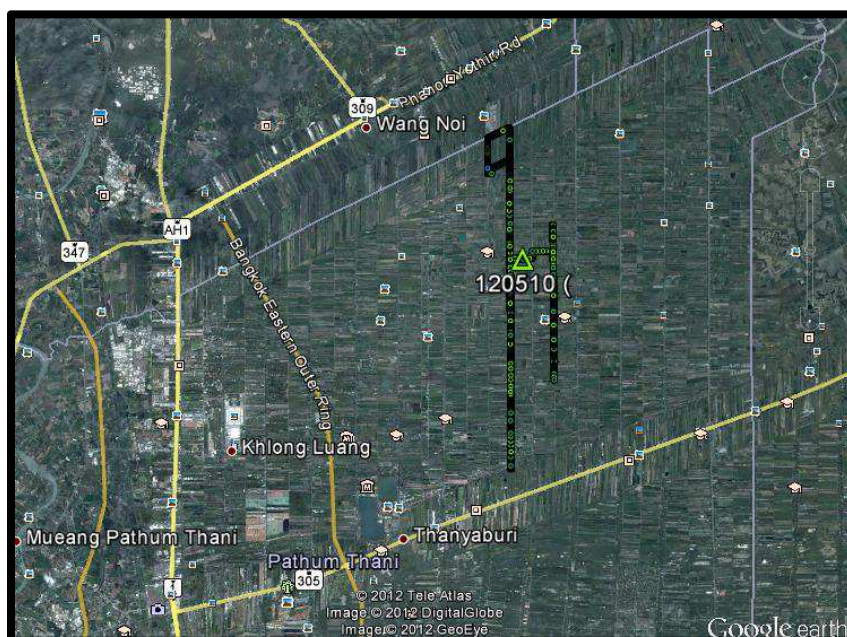 Phahon Yothin Rd
309
Wang Noi
AH1
347
120510 (
Bangkok Eastern Outer Ring
Khlong Luang
Mueang Pathum Thani
Thanyaburi
Pathum Thani
305
© 2012 Tele Atlas
Image © 2012 DigitalGlobe
Image © 2012 GeoEye
Google earth